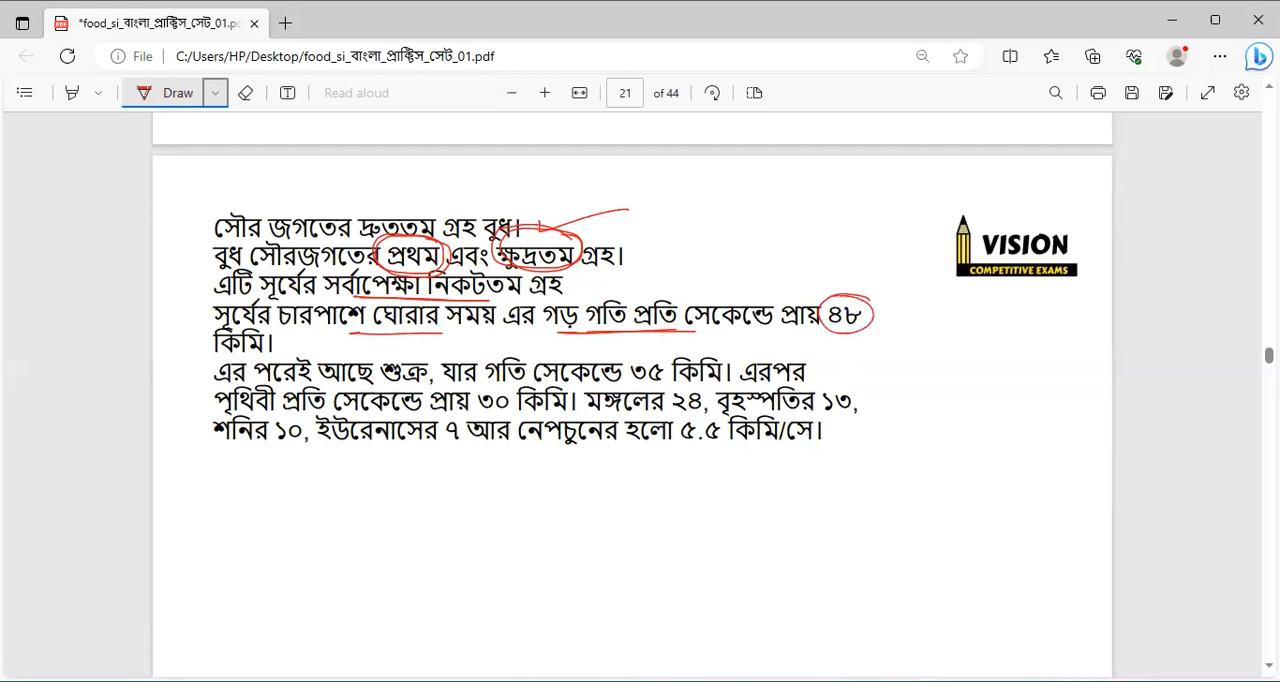 *food_si_বাংলা_প্রাক্টিস_সেট_01.pdf
File C:/Users/HP/Desktop/food_si_বাংলা_প্রাক্টিস_সেট_01.pdf
Draw Read aloud 21 of 44
সৌর জগতের দ্রুততম গ্রহ বুধ।
বুধ সৌরজগতের প্রথম এবং ক্ষুদ্রতম গ্রহ।
এটি সূর্যের সর্বাপেক্ষা নিকটতম গ্রহ
সূর্যের চারপাশে ঘোরার সময় এর গড় গতি প্রতি সেকেন্ডে প্রায় ৪৮
কিমি।
এর পরেই আছে শুক্র, যার গতি সেকেন্ডে ৩৫ কিমি। এরপর
পৃথিবী প্রতি সেকেন্ডে প্রায় ৩০ কিমি। মঙ্গলের ২৪, বৃহস্পতির ১৩,
শনির ১০, ইউরেনাসের ৭ আর নেপচুনের হলো ৫.৫ কিমি/সে।
VISION
COMPETITIVE EXAMS